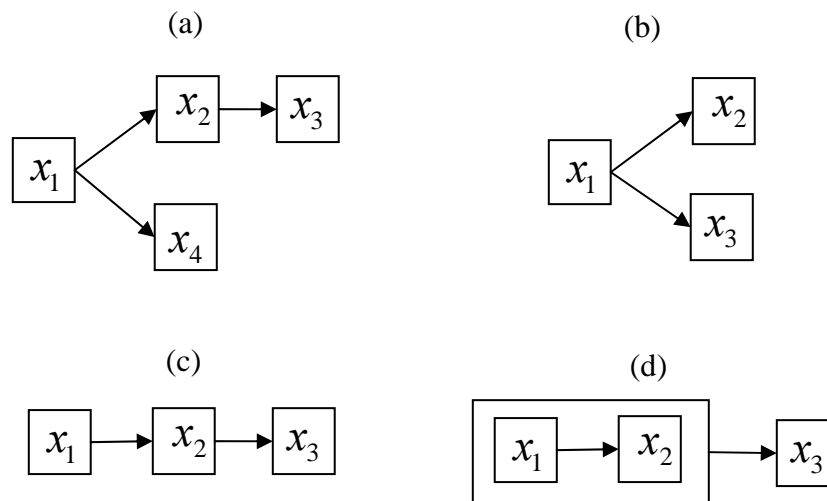 (a)
(b)
x₂ x₃
x₂
x₁
x₁
x₄
x₃
(c)
(d)
x₁ x₂ x₃
x₁ x₂ x₃